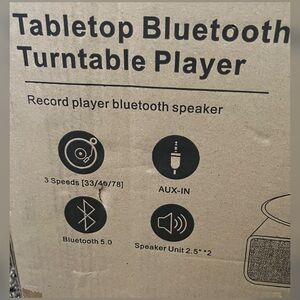 Tabletop Bluetooth
Turntable Player
Record player bluetooth speaker
3 Speeds [33/45/78]
AUX-IN
Bluetooth 5.0
Speaker Unit 2.5" *2